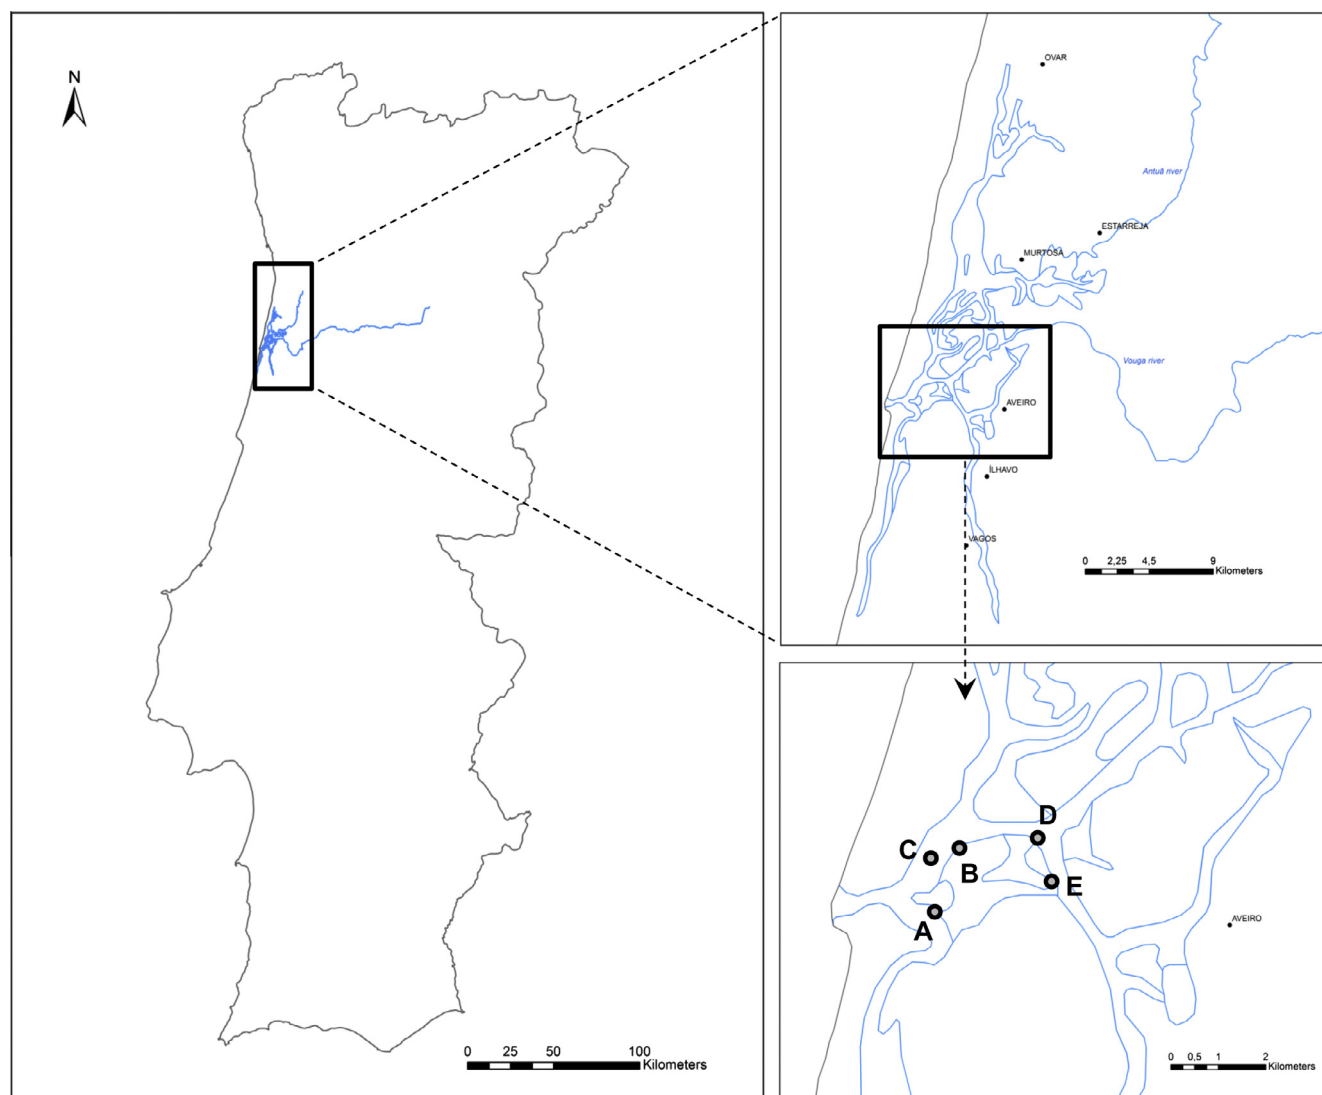 N
0 25 50 100
Kilometers
OVAR
Antuã river
ESTARREJA
MURTOSA
Vouga river
AVEIRO
ÍLHAVO
VAGOS
0 2,25 4,5 9
Kilometers
D
C
B
E
A
AVEIRO
0 0,5 1 2
Kilometers